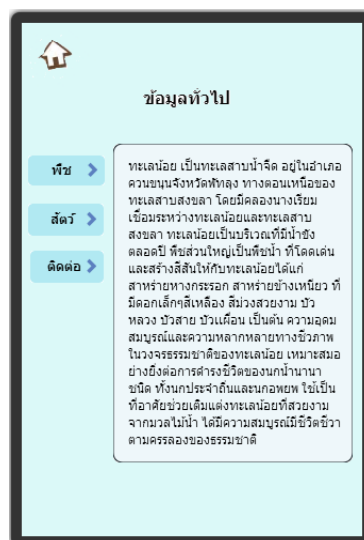 ข้อมูลทั่วไป
พืช
สัตว์
ติดต่อ
ทะเลน้อย เป็นทะเลสาบน้ำจืด อยู่ในอำเภอ
ควนขนุนจังหวัดพัทลุง ทางตอนเหนือของ
ทะเลสาบสงขลา โดยมีคลองนางเรียม
เชื่อมระหว่างทะเลน้อยและทะเลสาบ
สงขลา ทะเลน้อยเป็นบริเวณที่มีน้ำขัง
ตลอดปี พืชส่วนใหญ่เป็นพืชน้ำ ที่โดดเด่น
และสร้างสีสันให้กับทะเลน้อยได้แก่
สาหร่ายหางกระรอก สาหร่ายข้างเหนียว ที่
มีดอกเล็กๆสีเหลือง สีม่วงสวยงาม บัว
หลวง บัวสาย บัวเผื่อน เป็นต้น ความอุดม
สมบูรณ์และความหลากหลายทางชีวภาพ
ในวงจรธรรมชาติของทะเลน้อย เหมาะสมอ
ย่างยิ่งต่อการดำรงชีวิตของนกน้ำนานา
ชนิด ทั้งนกประจำถิ่นและนกอพยพ ใช้เป็น
ที่อาศัยช่วยเติมแต่งทะเลน้อยที่สวยงาม
จากมวลไม้น้ำ ได้มีความสมบูรณ์มีชีวิตชีวา
ตามครรลองของธรรมชาติ